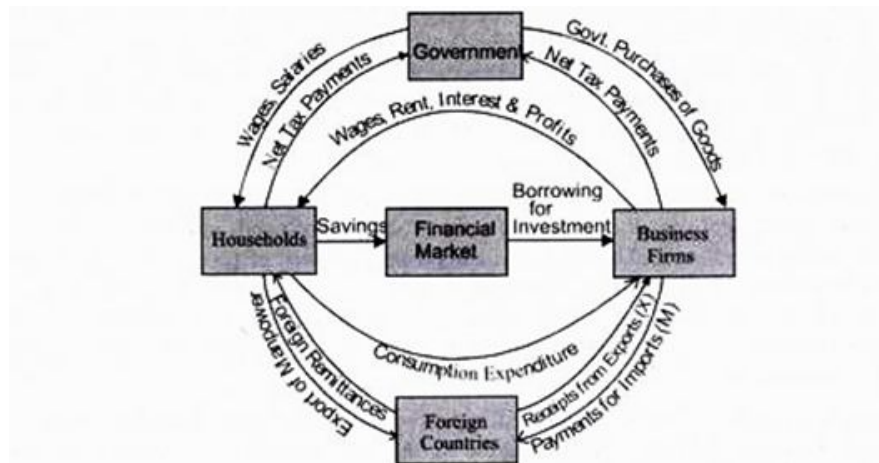 Government
Wages, Salaries
Net Tax Payments
Govt. Purchases of Goods
Net Tax Payments
Wages, Rent, Interest & Profits
Households
Savings
Financial
Market
Borrowing
for
Investment
Business
Firms
Consumption Expenditure
Foreign Remittances
Export of Manpower
Receipts from Exports (X)
Payments for Imports (M)
Foreign
Countries